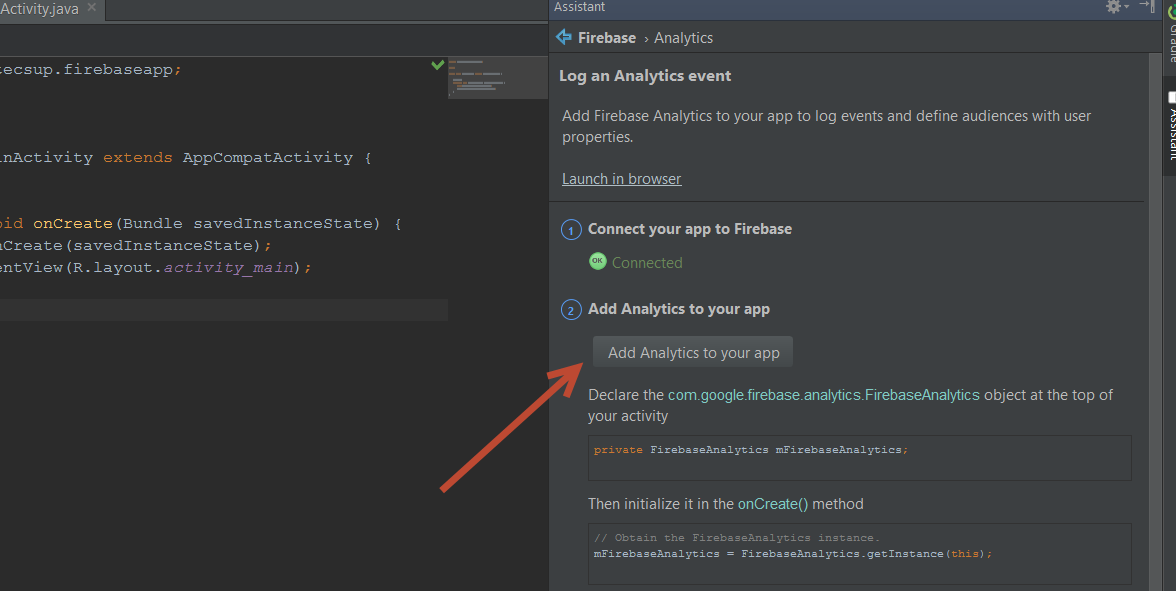 Activity.java
ecsup.firebaseapp;
nActivity extends AppCompatActivity {
oid onCreate(Bundle savedInstanceState) {
nCreate(savedInstanceState);
entView(R.layout.activity_main);
Assistant
Firebase › Analytics
Log an Analytics event
Add Firebase Analytics to your app to log events and define audiences with user
properties.
Launch in browser
1 Connect your app to Firebase
OK Connected
2 Add Analytics to your app
Add Analytics to your app
Declare the com.google.firebase.analytics.FirebaseAnalytics object at the top of
your activity
private FirebaseAnalytics mFirebaseAnalytics;
Then initialize it in the onCreate() method
// Obtain the FirebaseAnalytics instance.
mFirebaseAnalytics = FirebaseAnalytics.getInstance(this);
Gradle
Assistant